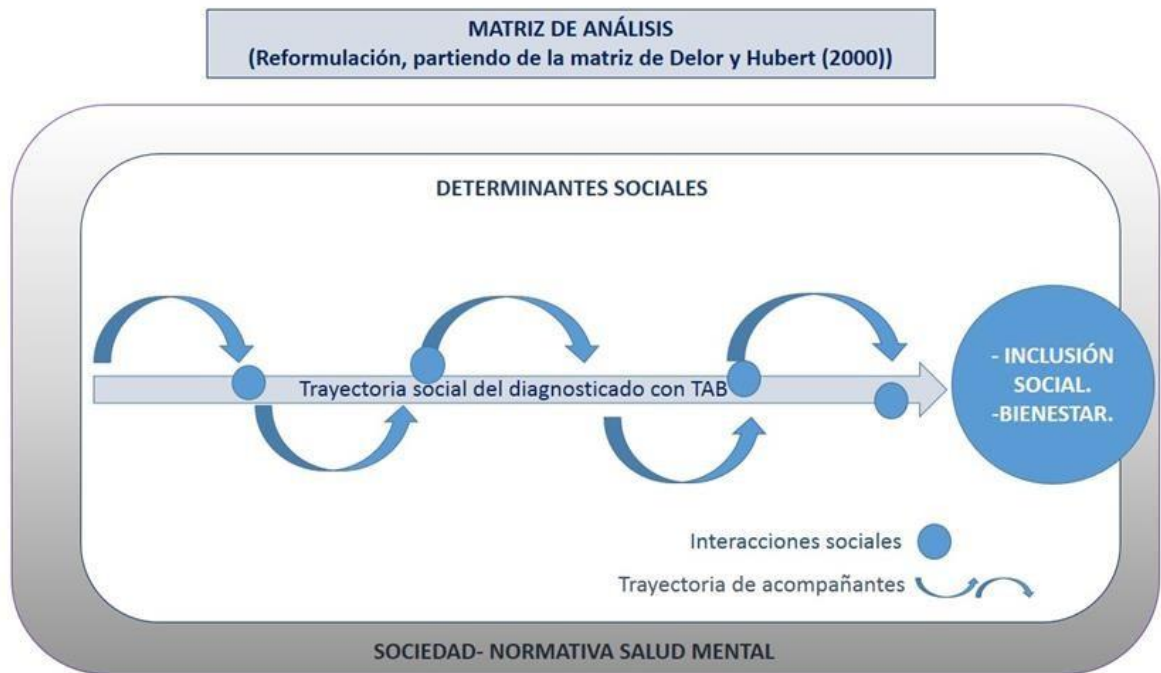 MATRIZ DE ANÁLISIS
(Reformulación, partiendo de la matriz de Delor y Hubert (2000))
DETERMINANTES SOCIALES
Trayectoria social del diagnosticado con TAB
- INCLUSIÓN
SOCIAL.
-BIENESTAR.
Interacciones sociales
Trayectoria de acompañantes
SOCIEDAD- NORMATIVA SALUD MENTAL